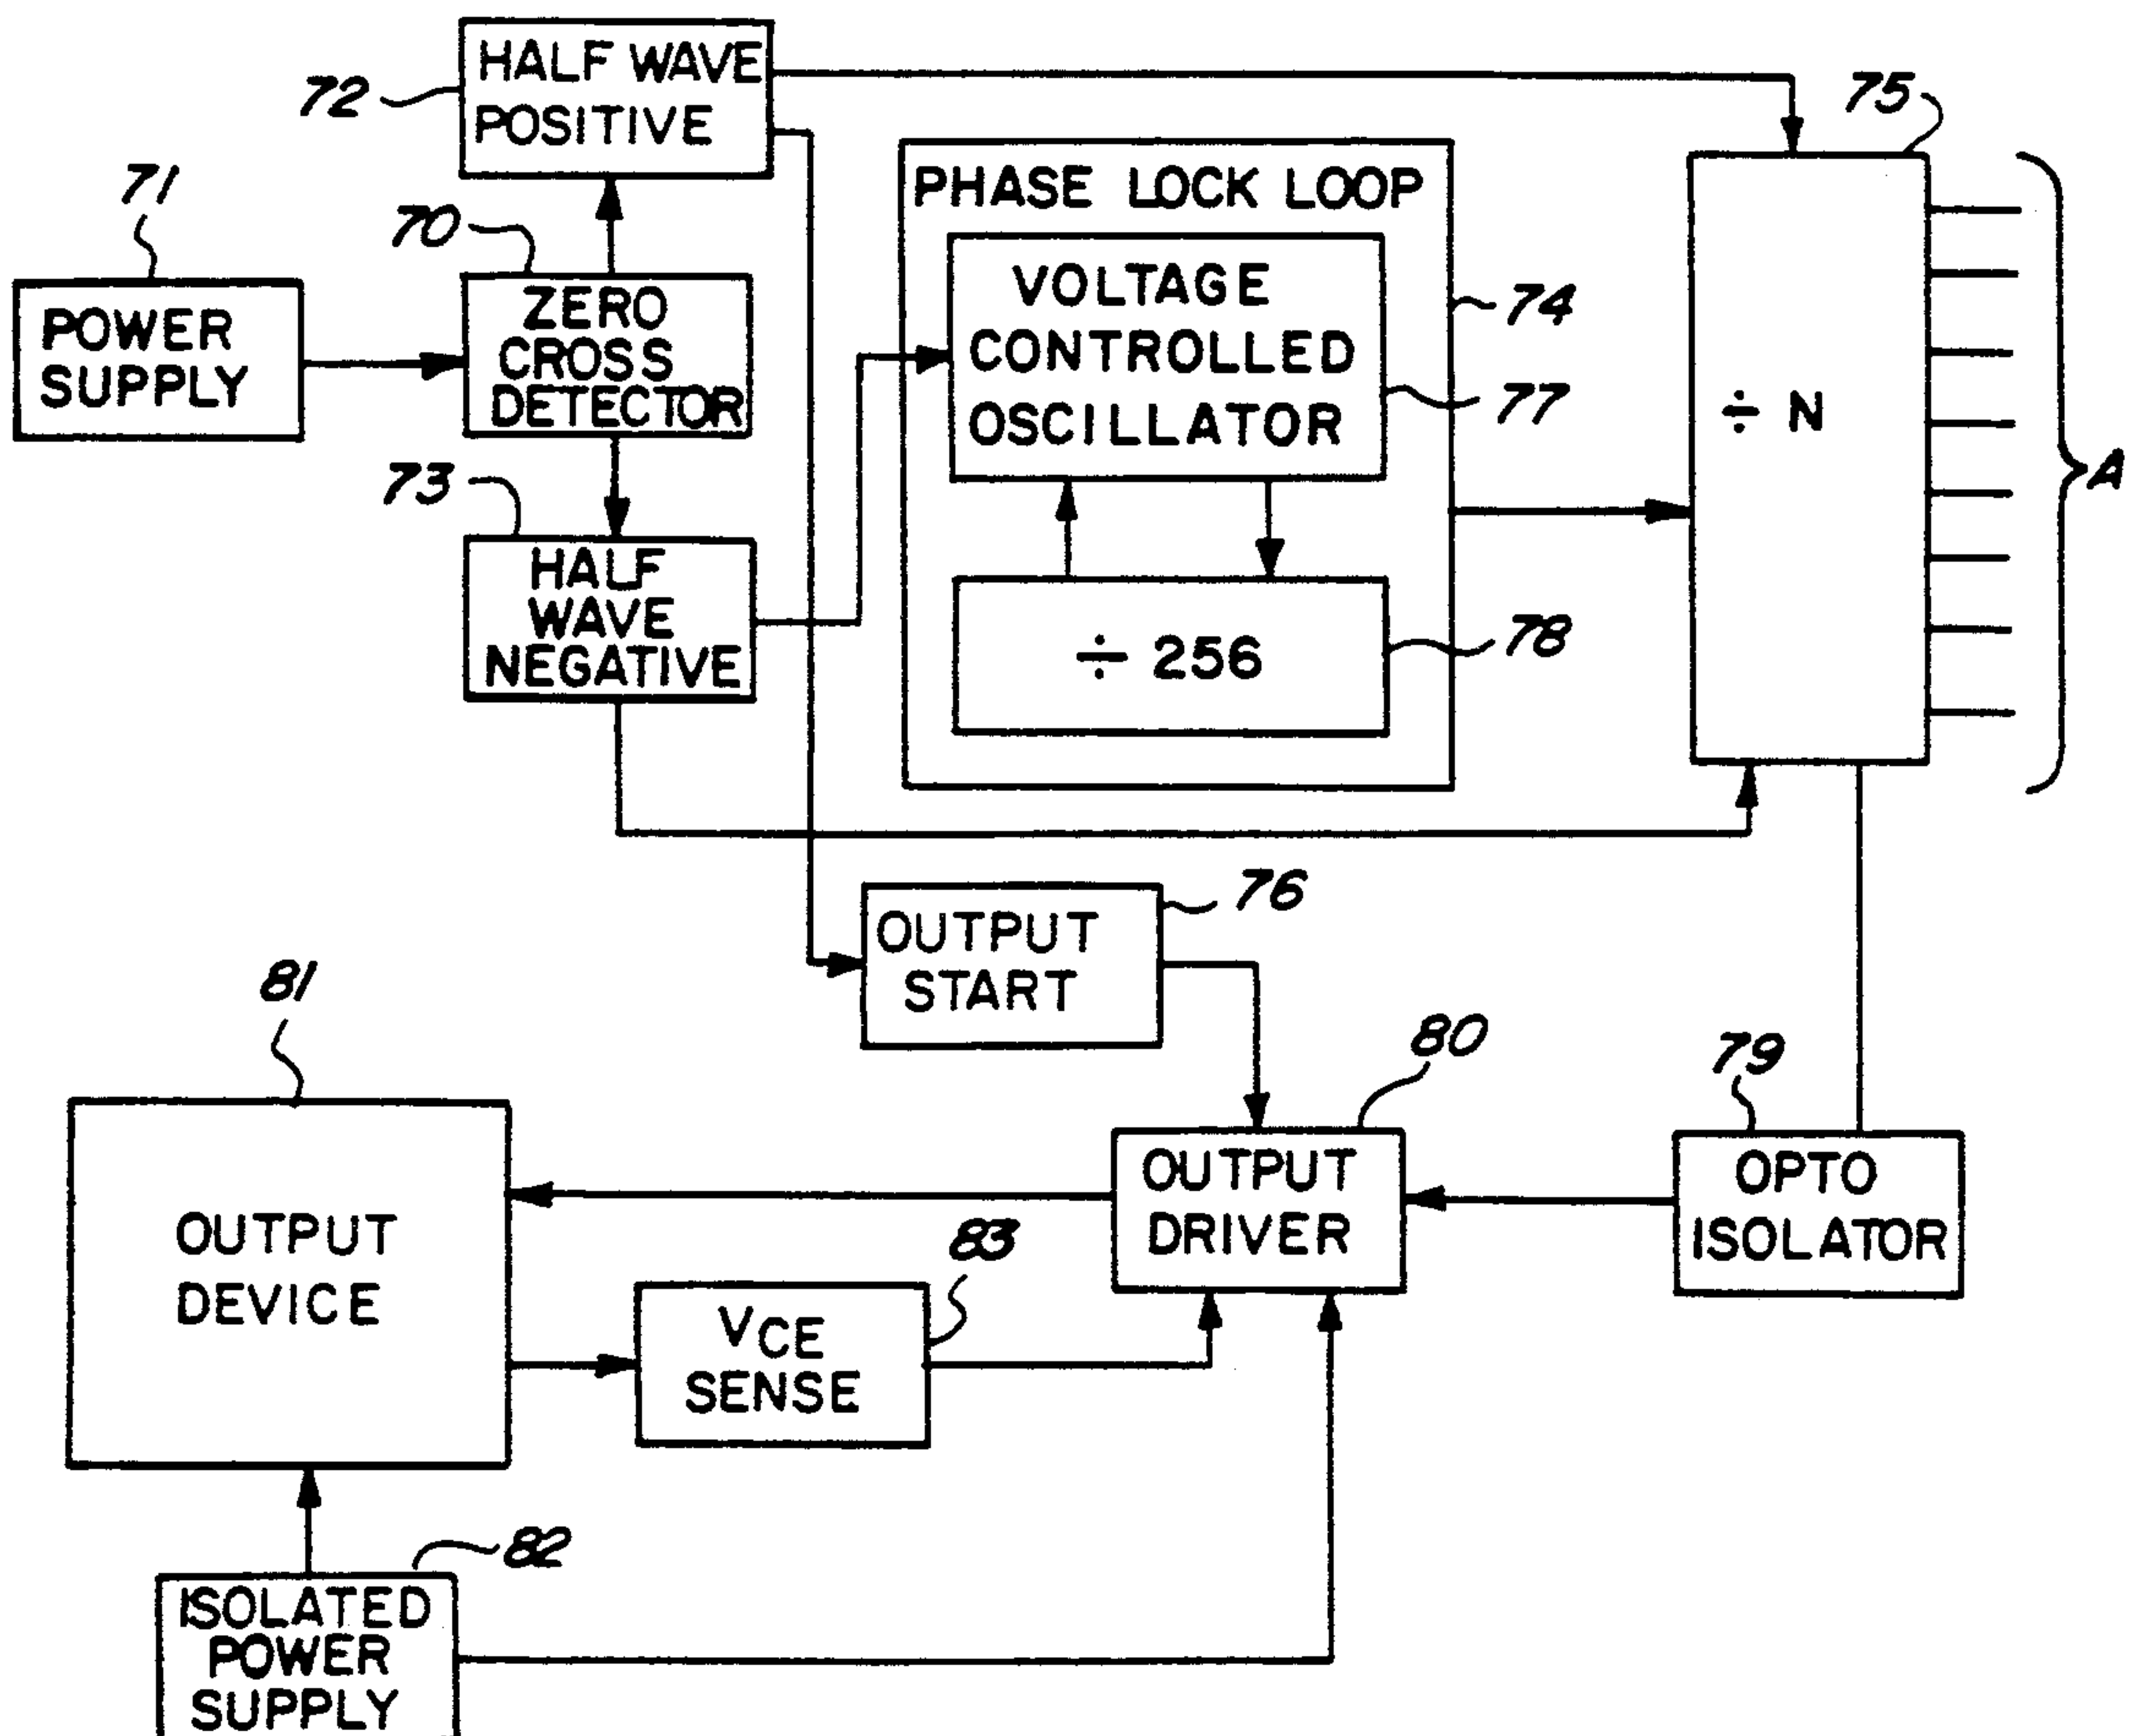 72
HALF WAVE
POSITIVE
75
71
70
POWER
SUPPLY
ZERO
CROSS
DETECTOR
73
HALF
WAVE
NEGATIVE
PHASE LOCK LOOP
VOLTAGE
CONTROLLED
OSCILLATOR
74
77
÷ 256
78
÷ N
A
OUTPUT
START
76
81
OUTPUT
DEVICE
80
OUTPUT
DRIVER
79
OPTO
ISOLATOR
83
VCE
SENSE
82
ISOLATED
POWER
SUPPLY